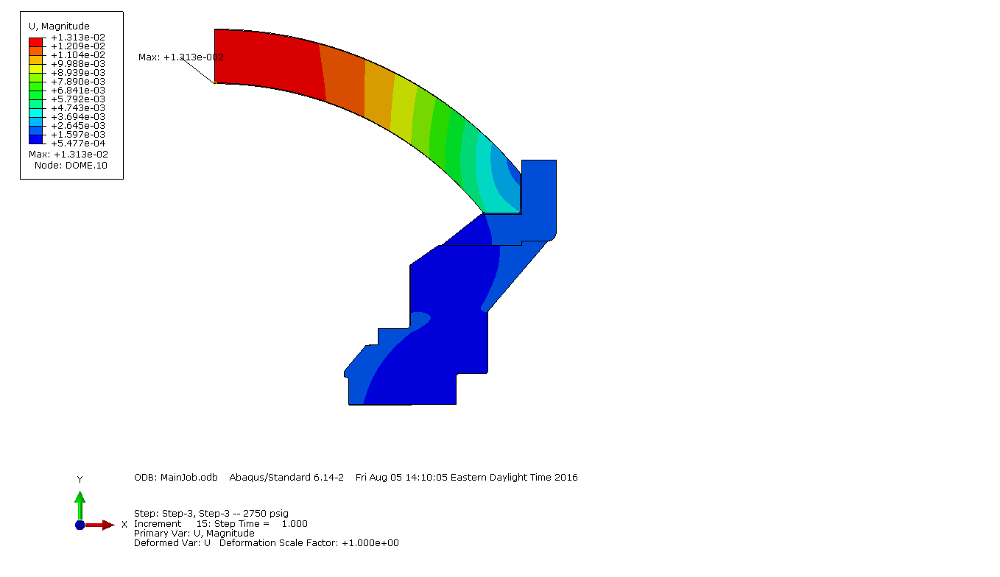 U, Magnitude
+1.313e-02
+1.209e-02
+1.104e-02
+9.988e-03
+8.939e-03
+7.890e-03
+6.841e-03
+5.792e-03
+4.743e-03
+3.694e-03
+2.645e-03
+1.597e-03
+5.477e-04
Max: +1.313e-02
Node: DOME.10
Max: +1.313e-002
Y
X
ODB: MainJob.odb Abaqus/Standard 6.14-2 Fri Aug 05 14:10:05 Eastern Daylight Time 2016
Step: Step-3, Step-3 -- 2750 psig
Increment 15: Step Time = 1.000
Primary Var: U, Magnitude
Deformed Var: U Deformation Scale Factor: +1.000e+00